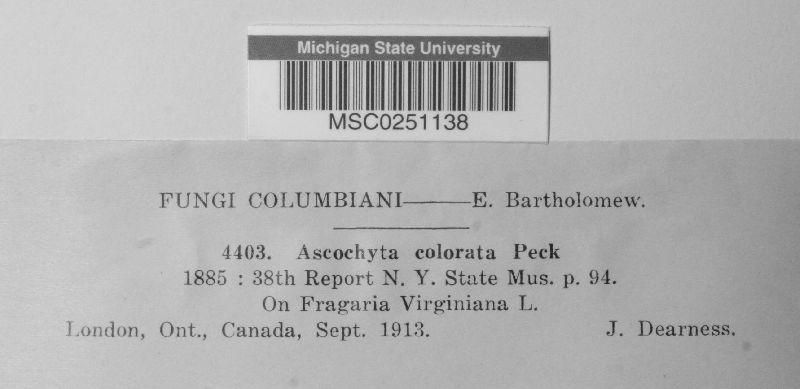 Michigan State University
MSC0251138
FUNGI COLUMBIANI——E. Bartholomew.
4403. Ascochyta colorata Peck
1885 : 38th Report N. Y. State Mus. p. 94.
On Fragaria Virginiana L.
London, Ont., Canada, Sept. 1913. J. Dearness.